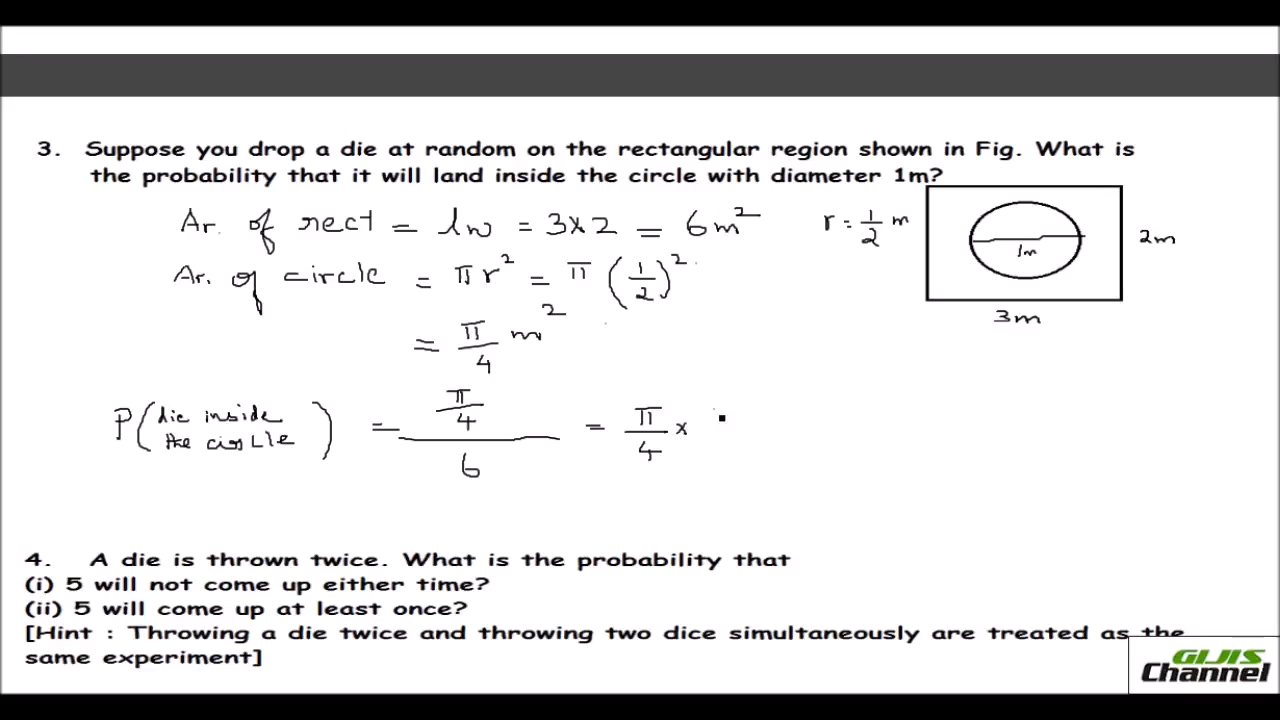 3. Suppose you drop a die at random on the rectangular region shown in Fig. What is
the probability that it will land inside the circle with diameter 1m?
Ar. of rect = lw = 3x2 = 6m²
r = 1/2 m
1m
2m
3m
Ar. of circle = πr² = π (1/2)²
= π/4 m²
P(die inside the circLle) = (π/4)/6 = π/4 x
4. A die is thrown twice. What is the probability that
(i) 5 will not come up either time?
(ii) 5 will come up at least once?
[Hint : Throwing a die twice and throwing two dice simultaneously are treated as the
same experiment]
GIJIS
Channel